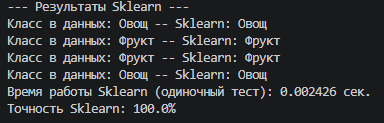 --- Результаты Sklearn ---
Класс в данных: Овощ -- Sklearn: Овощ
Класс в данных: Фрукт -- Sklearn: Фрукт
Класс в данных: Фрукт -- Sklearn: Фрукт
Класс в данных: Овощ -- Sklearn: Овощ
Время работы Sklearn (одиночный тест): 0.002426 сек.
Точность Sklearn: 100.0%